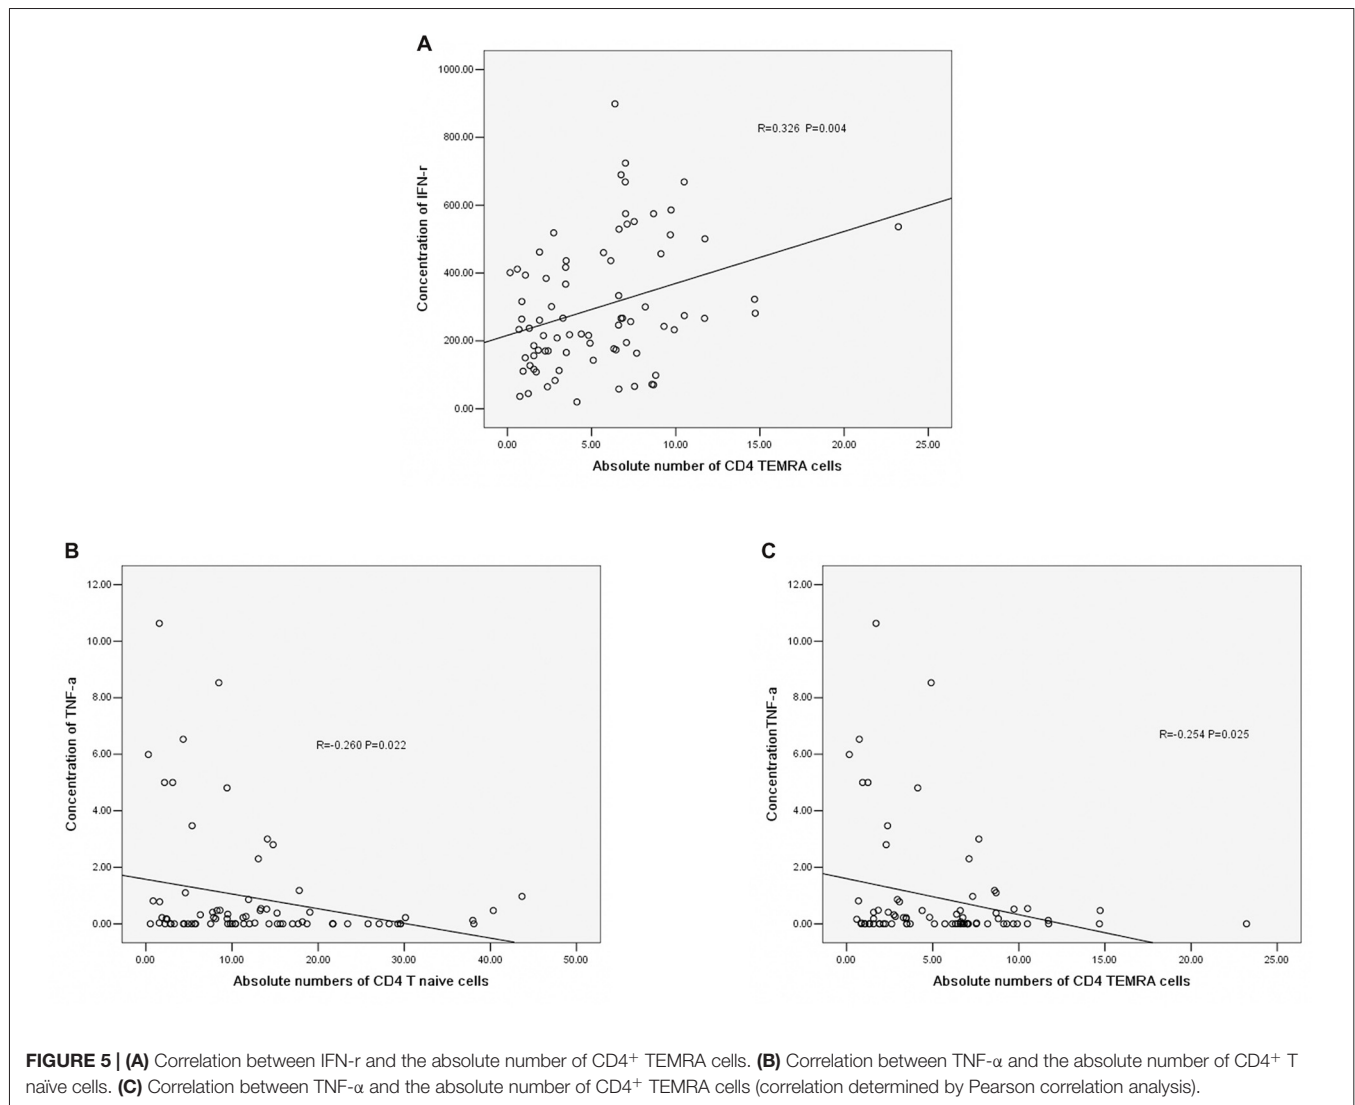 A
1000.00
800.00
600.00
400.00
200.00
0.00
Concentration of IFN-r
R=0.326 P=0.004
0.00 5.00 10.00 15.00 20.00 25.00
Absolute number of CD4 TEMRA cells
B
12.00
10.00
8.00
6.00
4.00
2.00
0.00
Concentration of TNF-a
R=-0.260 P=0.022
0.00 10.00 20.00 30.00 40.00 50.00
Absolute numbers of CD4 T naive cells
C
12.00
10.00
8.00
6.00
4.00
2.00
0.00
ConcentrationTNF-a
R=-0.254 P=0.025
0.00 5.00 10.00 15.00 20.00 25.00
Absolute numbers of CD4 TEMRA cells
FIGURE 5 | (A) Correlation between IFN-r and the absolute number of CD4+ TEMRA cells. (B) Correlation between TNF-α and the absolute number of CD4+ T
naïve cells. (C) Correlation between TNF-α and the absolute number of CD4+ TEMRA cells (correlation determined by Pearson correlation analysis).